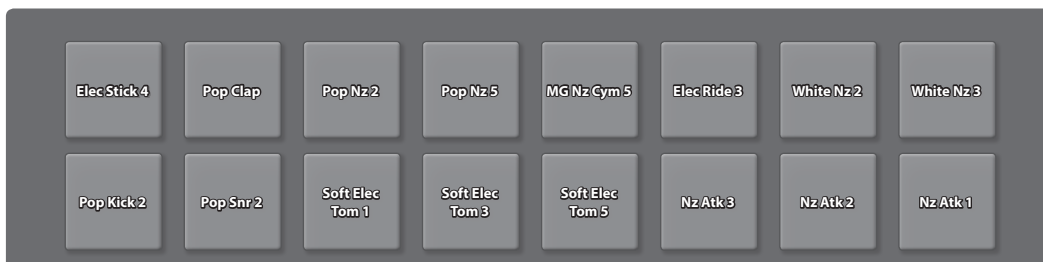 Elec Stick 4
Pop Clap
Pop Nz 2
Pop Nz 5
MG Nz Cym 5
Elec Ride 3
White Nz 2
White Nz 3
Pop Kick 2
Pop Snr 2
Soft Elec
Tom 1
Soft Elec
Tom 3
Soft Elec
Tom 5
Nz Atk 3
Nz Atk 2
Nz Atk 1